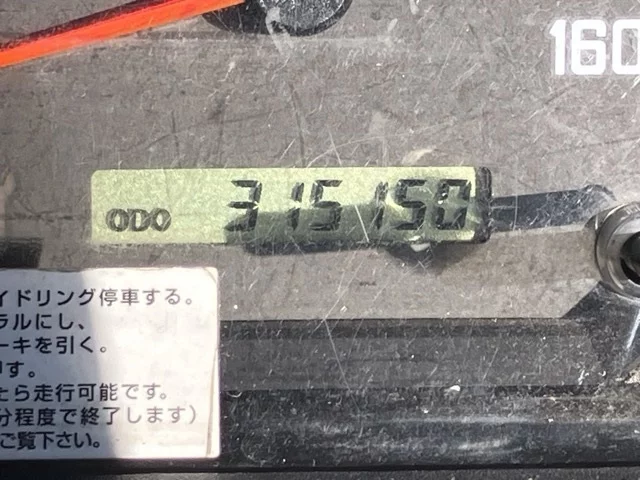 160
ODO 315150
イドリング停車する。
ラルにし、
ーキを引く。
す。
たら走行可能です。
分程度で終了します)
ご覧下さい。